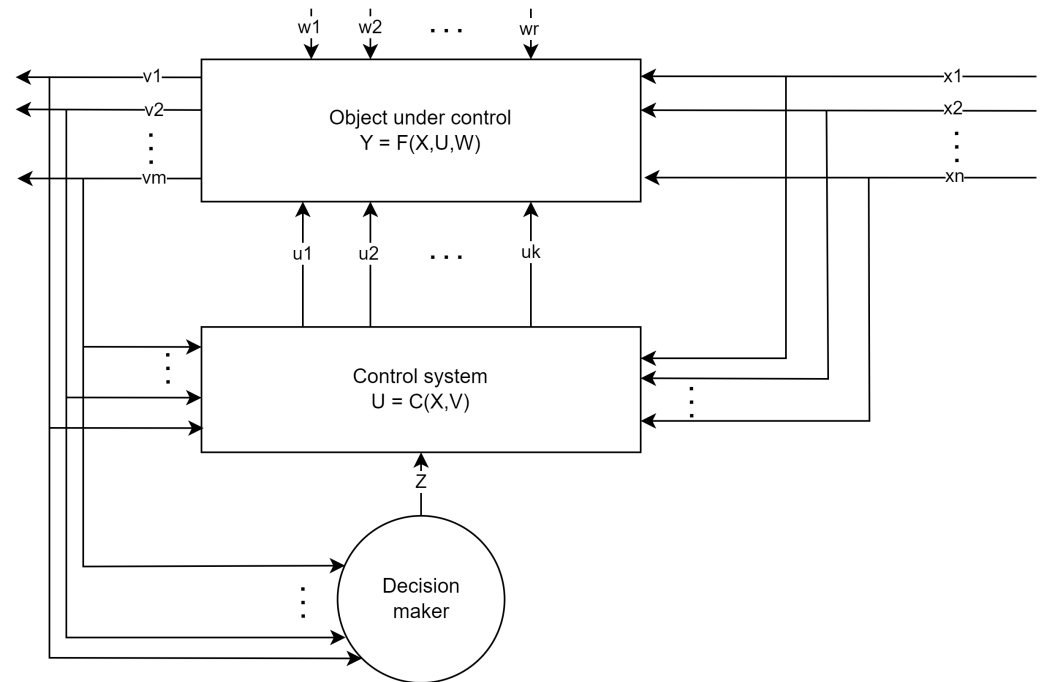 w1 w2 ... wr
v1 x1
Object under control
v2 x2
Y = F(X,U,W)
vm xn
u1 u2 ... uk
Control system
U = C(X,V)
Z
Decision
maker